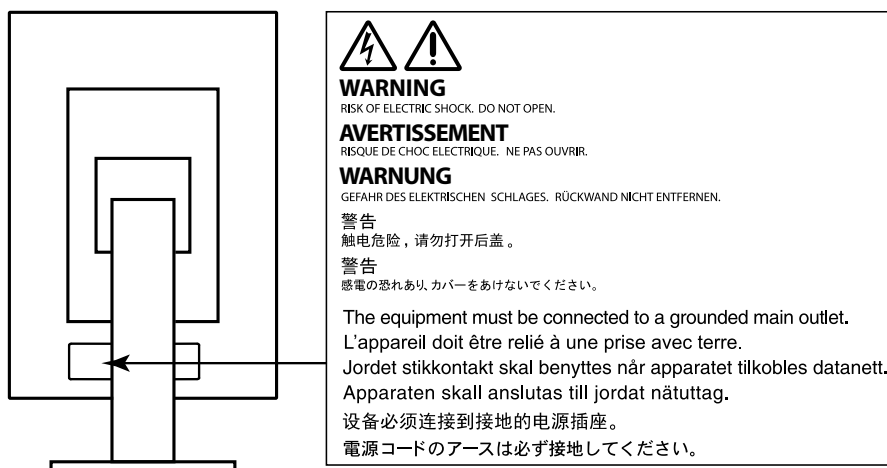 WARNING
RISK OF ELECTRIC SHOCK. DO NOT OPEN.
AVERTISSEMENT
RISQUE DE CHOC ELECTRIQUE. NE PAS OUVRIR.
WARNUNG
GEFAHR DES ELEKTRISCHEN SCHLAGES. RÜCKWAND NICHT ENTFERNEN.
警告
触电危险，请勿打开后盖。
警告
感電の恐れあり、カバーをあけないでください。
The equipment must be connected to a grounded main outlet.
L'appareil doit être relié à une prise avec terre.
Jordet stikkontakt skal benyttes når apparatet tilkobles datanett.
Apparaten skall anslutas till jordat nätuttag.
设备必须连接到接地的电源插座。
電源コードのアースは必ず接地してください。